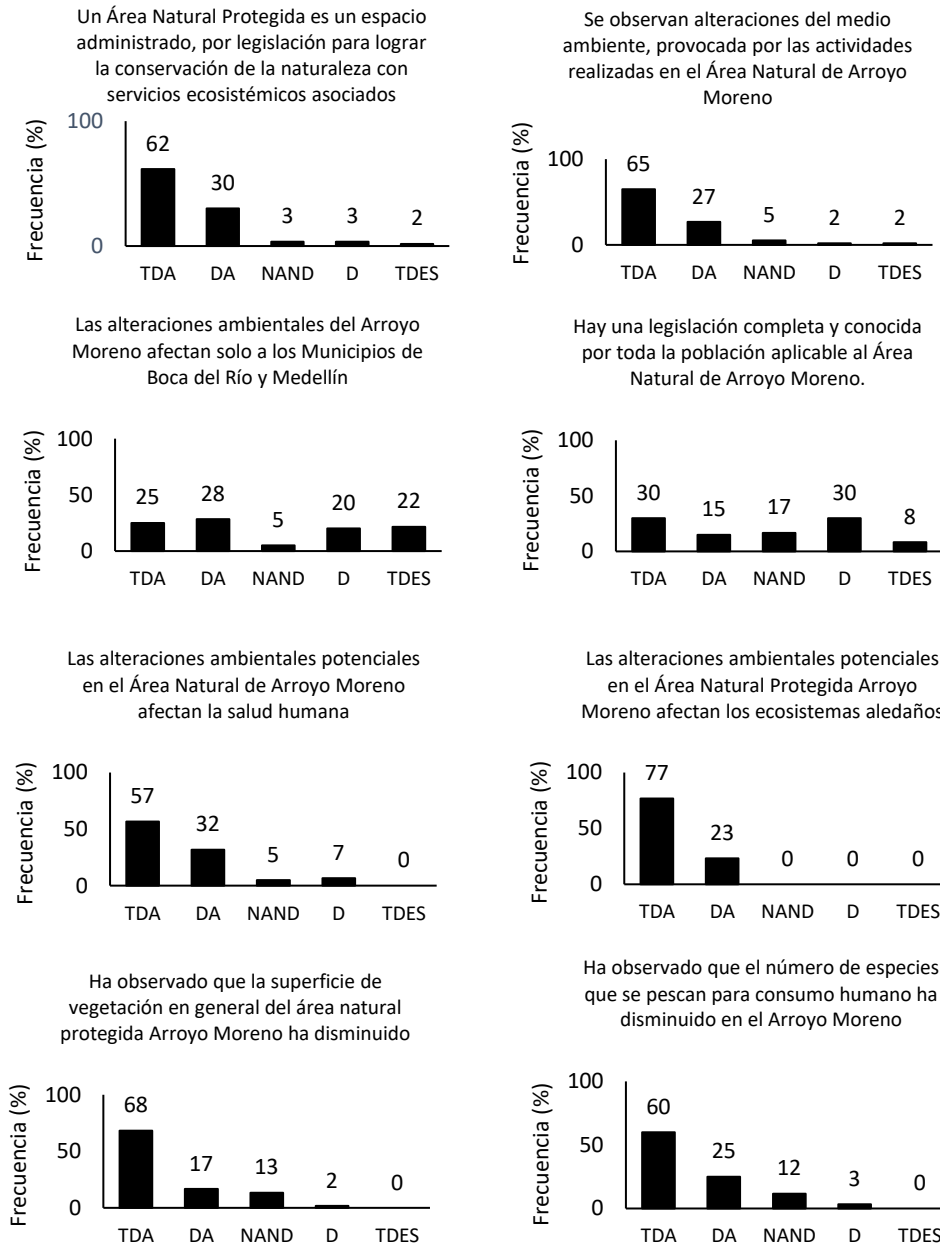 Un Área Natural Protegida es un espacio
administrado, por legislación para lograr
la conservación de la naturaleza con
servicios ecosistémicos asociados
Frecuencia (%)
100
0
62
30
3
3
2
TDA DA NAND D TDES
Se observan alteraciones del medio
ambiente, provocada por las actividades
realizadas en el Área Natural de Arroyo
Moreno
Frecuencia (%)
100
0
65
27
5
2
2
TDA DA NAND D TDES
Las alteraciones ambientales del Arroyo
Moreno afectan solo a los Municipios de
Boca del Río y Medellín
Frecuencia (%)
100
50
0
25
28
5
20
22
TDA DA NAND D TDES
Hay una legislación completa y conocida
por toda la población aplicable al Área
Natural de Arroyo Moreno.
Frecuencia (%)
100
50
0
30
15
17
30
8
TDA DA NAND D TDES
Las alteraciones ambientales potenciales
en el Área Natural de Arroyo Moreno
afectan la salud humana
Frecuencia (%)
100
50
0
57
32
5
7
0
TDA DA NAND D TDES
Las alteraciones ambientales potenciales
en el Área Natural Protegida Arroyo
Moreno afectan los ecosistemas aledaños
Frecuencia (%)
100
50
0
77
23
0
0
0
TDA DA NAND D TDES
Ha observado que la superficie de
vegetación en general del área natural
protegida Arroyo Moreno ha disminuido
Frecuencia (%)
100
50
0
68
17
13
2
0
TDA DA NAND D TDES
Ha observado que el número de especies
que se pescan para consumo humano ha
disminuido en el Arroyo Moreno
Frecuencia (%)
100
50
0
60
25
12
3
0
TDA DA NAND D TDES